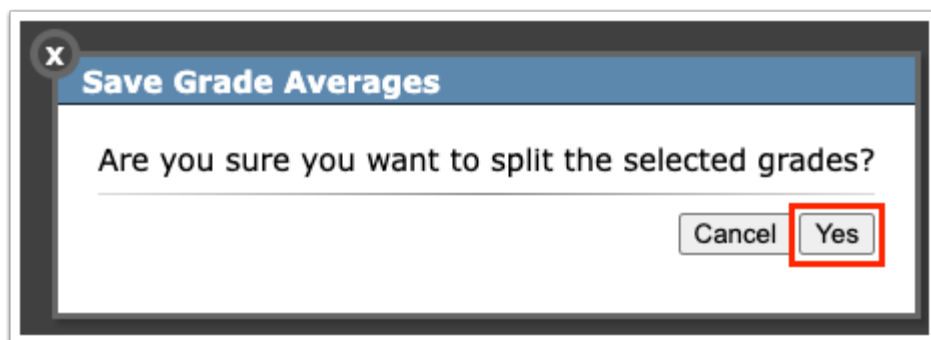 x
Save Grade Averages
Are you sure you want to split the selected grades?
Cancel Yes